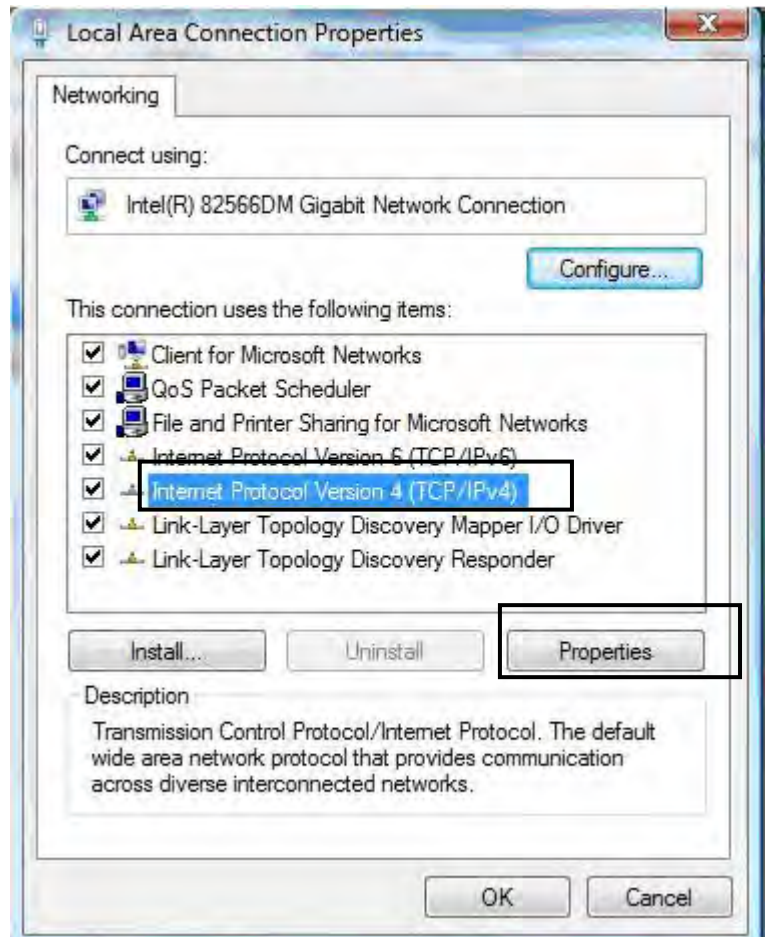 Local Area Connection Properties
Networking
Connect using:
Intel(R) 82566DM Gigabit Network Connection
Configure...
This connection uses the following items:
Client for Microsoft Networks
QoS Packet Scheduler
File and Printer Sharing for Microsoft Networks
Internet Protocol Version 6 (TCP/IPv6)
Internet Protocol Version 4 (TCP/IPv4)
Link-Layer Topology Discovery Mapper I/O Driver
Link-Layer Topology Discovery Responder
Install... Uninstall Properties
Description
Transmission Control Protocol/Internet Protocol. The default
wide area network protocol that provides communication
across diverse interconnected networks.
OK Cancel